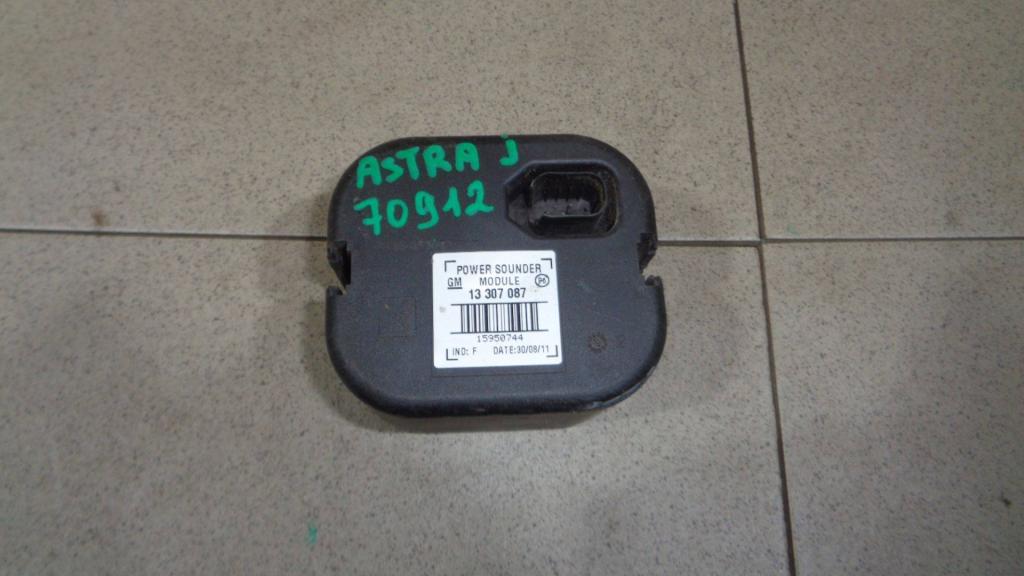 ASTRA J
70912
POWER SOUNDER
GM MODULE
13 307 087
15950744
IND: F DATE:30/08/11